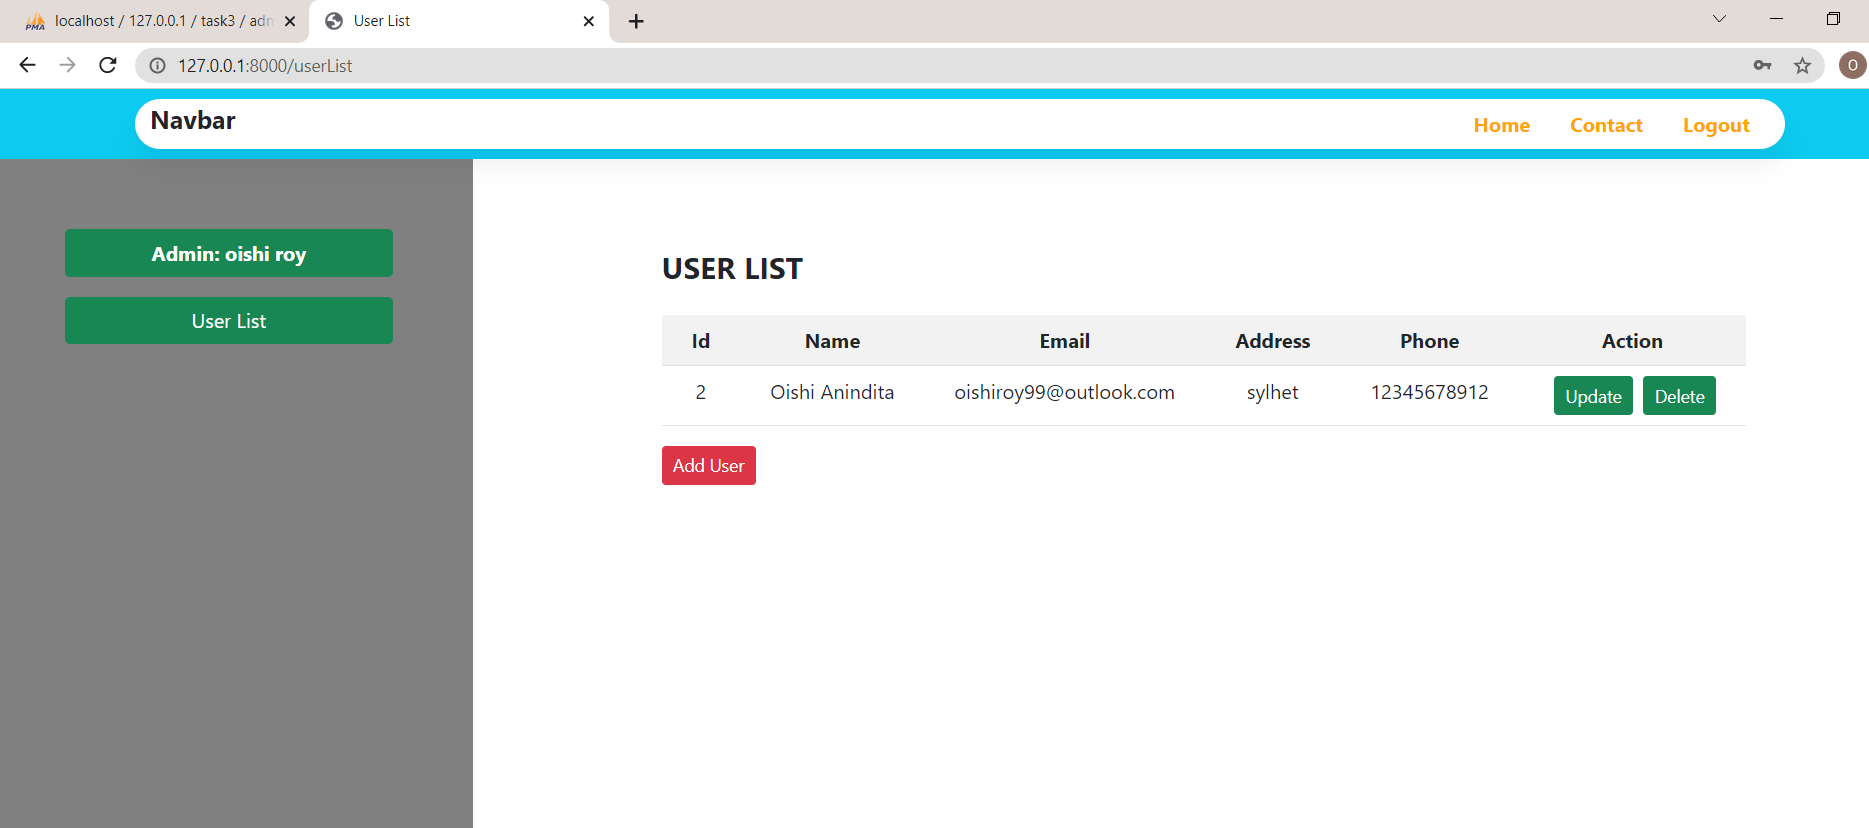 PMA localhost / 127.0.0.1 / task3 / adn
User List
127.0.0.1:8000/userList
O
Navbar
Home Contact Logout
Admin: oishi roy
User List
USER LIST
Id Name Email Address Phone Action
2 Oishi Anindita oishiroy99@outlook.com sylhet 12345678912 Update Delete
Add User